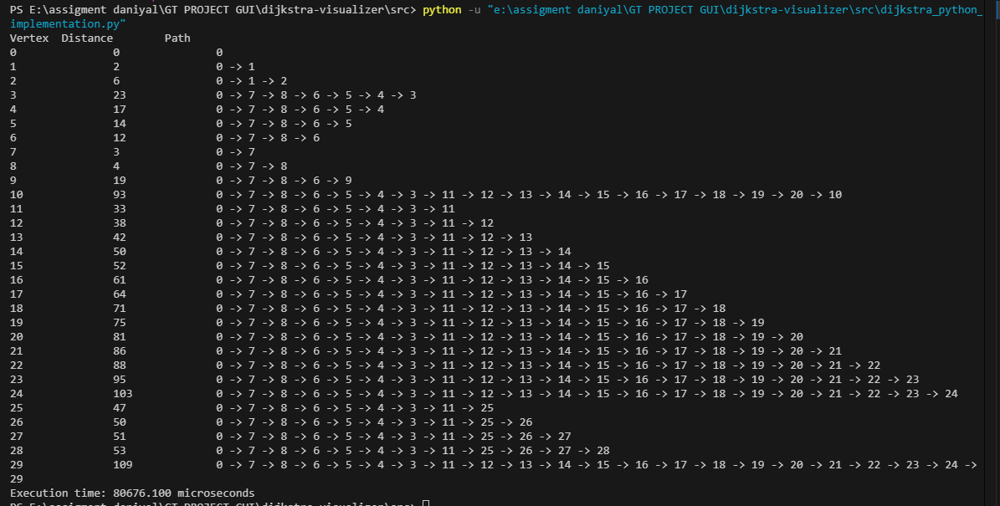 PS E:\assigment daniyal\GT PROJECT GUI\dijkstra-visualizer\src> python -u "e:\assigment daniyal\GT PROJECT GUI\dijkstra-visualizer\src\dijkstra_python_
implementation.py"
Vertex  Distance        Path
0               0               0
1               2               0 -> 1
2               6               0 -> 1 -> 2
3               23              0 -> 7 -> 8 -> 6 -> 5 -> 4 -> 3
4               17              0 -> 7 -> 8 -> 6 -> 5 -> 4
5               14              0 -> 7 -> 8 -> 6 -> 5
6               12              0 -> 7 -> 8 -> 6
7               3               0 -> 7
8               4               0 -> 7 -> 8
9               19              0 -> 7 -> 8 -> 6 -> 9
10              93              0 -> 7 -> 8 -> 6 -> 5 -> 4 -> 3 -> 11 -> 12 -> 13 -> 14 -> 15 -> 16 -> 17 -> 18 -> 19 -> 20 -> 10
11              33              0 -> 7 -> 8 -> 6 -> 5 -> 4 -> 3 -> 11
12              38              0 -> 7 -> 8 -> 6 -> 5 -> 4 -> 3 -> 11 -> 12
13              42              0 -> 7 -> 8 -> 6 -> 5 -> 4 -> 3 -> 11 -> 12 -> 13
14              50              0 -> 7 -> 8 -> 6 -> 5 -> 4 -> 3 -> 11 -> 12 -> 13 -> 14
15              52              0 -> 7 -> 8 -> 6 -> 5 -> 4 -> 3 -> 11 -> 12 -> 13 -> 14 -> 15
16              61              0 -> 7 -> 8 -> 6 -> 5 -> 4 -> 3 -> 11 -> 12 -> 13 -> 14 -> 15 -> 16
17              64              0 -> 7 -> 8 -> 6 -> 5 -> 4 -> 3 -> 11 -> 12 -> 13 -> 14 -> 15 -> 16 -> 17
18              71              0 -> 7 -> 8 -> 6 -> 5 -> 4 -> 3 -> 11 -> 12 -> 13 -> 14 -> 15 -> 16 -> 17 -> 18
19              75              0 -> 7 -> 8 -> 6 -> 5 -> 4 -> 3 -> 11 -> 12 -> 13 -> 14 -> 15 -> 16 -> 17 -> 18 -> 19
20              81              0 -> 7 -> 8 -> 6 -> 5 -> 4 -> 3 -> 11 -> 12 -> 13 -> 14 -> 15 -> 16 -> 17 -> 18 -> 19 -> 20
21              86              0 -> 7 -> 8 -> 6 -> 5 -> 4 -> 3 -> 11 -> 12 -> 13 -> 14 -> 15 -> 16 -> 17 -> 18 -> 19 -> 20 -> 21
22              88              0 -> 7 -> 8 -> 6 -> 5 -> 4 -> 3 -> 11 -> 12 -> 13 -> 14 -> 15 -> 16 -> 17 -> 18 -> 19 -> 20 -> 21 -> 22
23              95              0 -> 7 -> 8 -> 6 -> 5 -> 4 -> 3 -> 11 -> 12 -> 13 -> 14 -> 15 -> 16 -> 17 -> 18 -> 19 -> 20 -> 21 -> 22 -> 23
24              103             0 -> 7 -> 8 -> 6 -> 5 -> 4 -> 3 -> 11 -> 12 -> 13 -> 14 -> 15 -> 16 -> 17 -> 18 -> 19 -> 20 -> 21 -> 22 -> 23 -> 24
25              47              0 -> 7 -> 8 -> 6 -> 5 -> 4 -> 3 -> 11 -> 25
26              50              0 -> 7 -> 8 -> 6 -> 5 -> 4 -> 3 -> 11 -> 25 -> 26
27              51              0 -> 7 -> 8 -> 6 -> 5 -> 4 -> 3 -> 11 -> 25 -> 26 -> 27
28              53              0 -> 7 -> 8 -> 6 -> 5 -> 4 -> 3 -> 11 -> 25 -> 26 -> 27 -> 28
29              109             0 -> 7 -> 8 -> 6 -> 5 -> 4 -> 3 -> 11 -> 12 -> 13 -> 14 -> 15 -> 16 -> 17 -> 18 -> 19 -> 20 -> 21 -> 22 -> 23 -> 24 ->
29
Execution time: 80676.100 microseconds
PS E:\assigment daniyal\GT PROJECT GUI\dijkstra-visualizer\src>